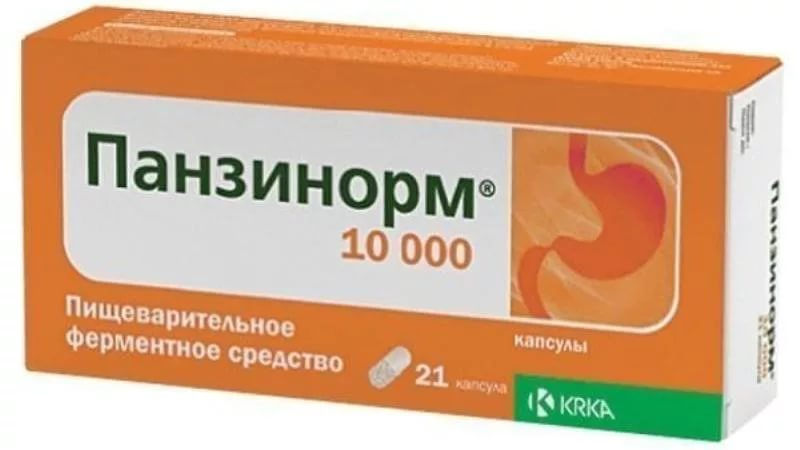 Панзинорм®
10 000
Пищеварительное
ферментное средство
21 капсула
капсулы
KRKA
Панзинорм®